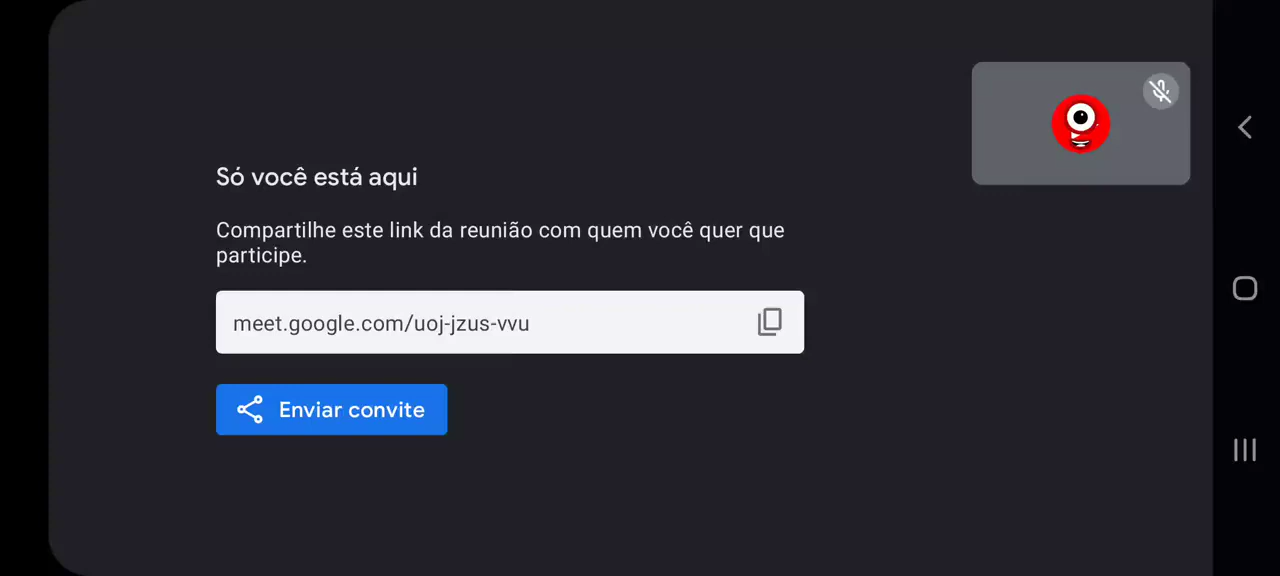 Só você está aqui
Compartilhe este link da reunião com quem você quer que
participe.
meet.google.com/uoj-jzus-vvu
Enviar convite